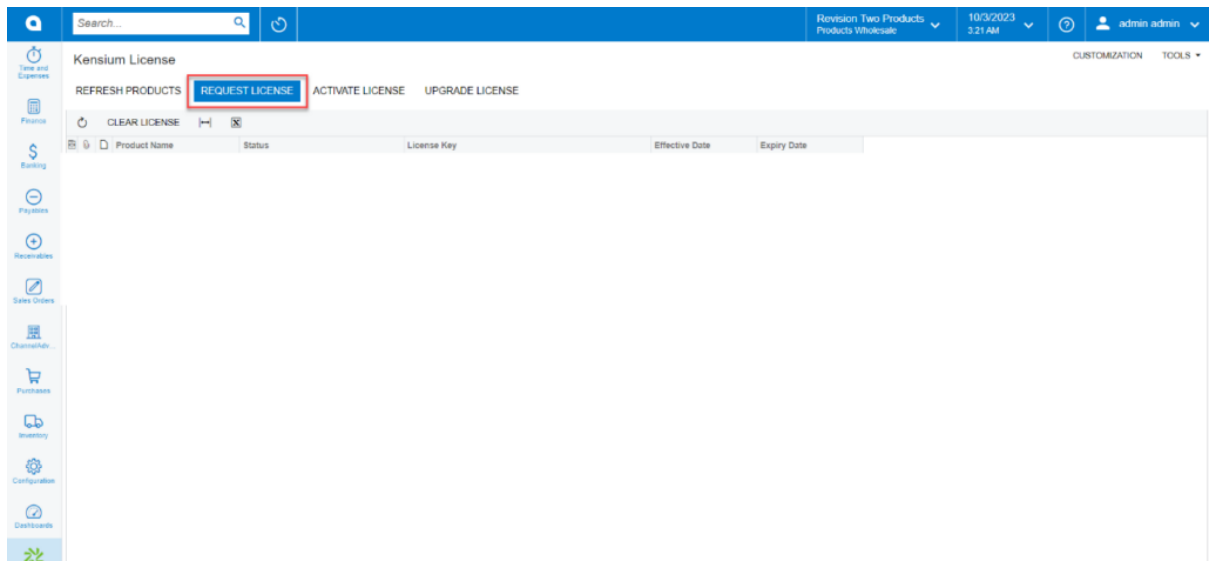 Search...
Revision Two Products
Products Wholesale
10/3/2023
3:21 AM
admin admin
Time and
Expenses
Finance
Banking
Payables
Receivables
Sales Orders
ChannelAdv...
Purchases
Inventory
Configuration
Dashboards
Kensium License
CUSTOMIZATION TOOLS
REFRESH PRODUCTS REQUEST LICENSE ACTIVATE LICENSE UPGRADE LICENSE
CLEAR LICENSE
Product Name Status License Key Effective Date Expiry Date